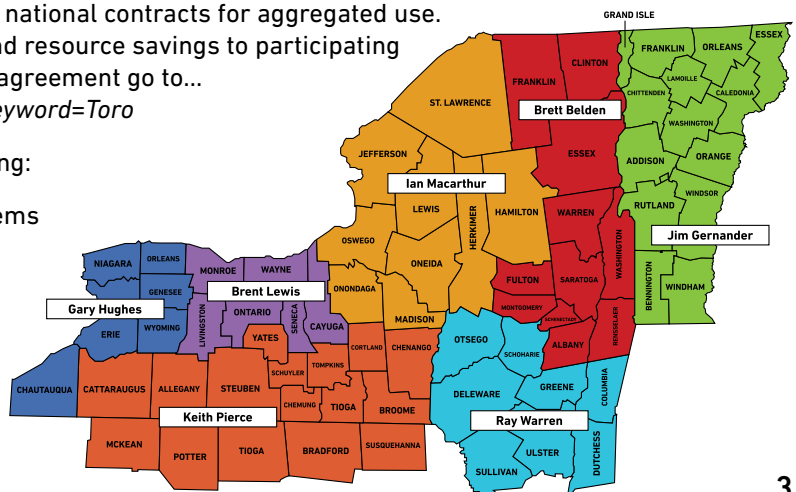 national contracts for aggregated use.
nd resource savings to participating
agreement go to...
eyword=Toro
ng:
ems
GRAND ISLE
FRANKLIN
ORLEANS
ESSEX
CLINTON
FRANKLIN
LAMOILLE
CHITTENDEN
CALEDONIA
ST. LAWRENCE
Brett Belden
WASHINGTON
JEFFERSON
ESSEX
ADDISON
ORANGE
Ian Macarthur
LEWIS
HERKIMER
HAMILTON
WARREN
RUTLAND
WINDSOR
WASHINGTON
Jim Gernander
OSWEGO
ONEIDA
NIAGARA
ORLEANS
MONROE
WAYNE
FULTON
SARATOGA
BENNINGTON
WINDHAM
GENESEE
Brent Lewis
ONONDAGA
Gary Hughes
LIVINGSTON
ONTARIO
SENECA
CAYUGA
MADISON
MONTGOMERY
SCHENESTADY
RENSSELAER
ERIE
WYOMING
YATES
CORTLAND
CHENANGO
OTSEGO
SCHOHARIE
ALBANY
CHAUTAUQUA
CATTARAUGUS
ALLEGANY
STEUBEN
SCHUYLER
TOMPKINS
CHEMUNG
TIOGA
BROOME
DELEWARE
GREENE
COLUMBIA
Keith Pierce
Ray Warren
MCKEAN
POTTER
TIOGA
BRADFORD
SUSQUEHANNA
SULLIVAN
ULSTER
DUTCHESS
3